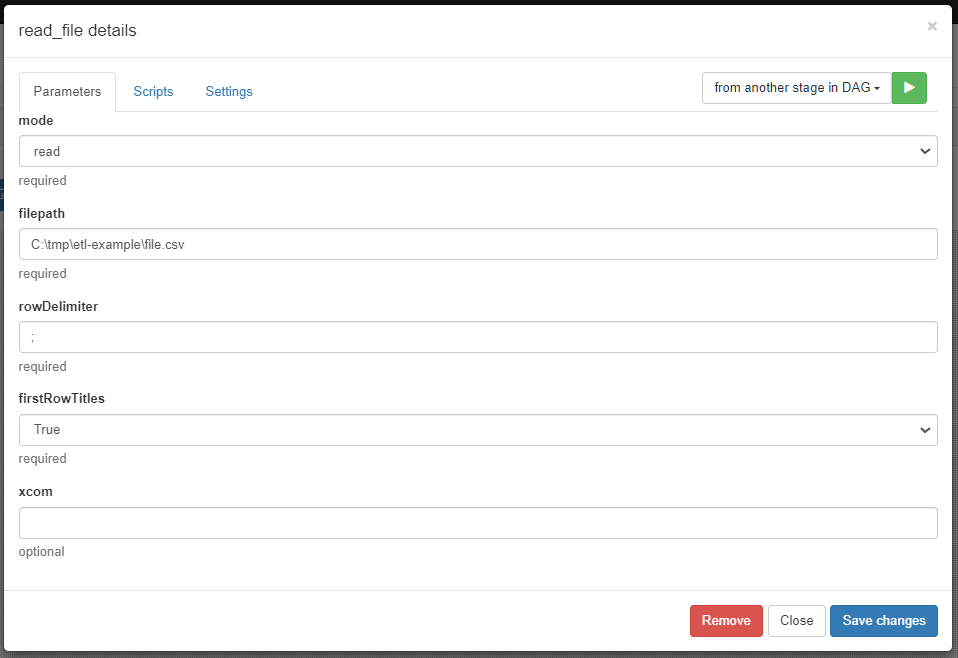 read_file details
×
Parameters Scripts Settings from another stage in DAG
mode
read
required
filepath
C:\tmp\etl-example\file.csv
required
rowDelimiter
;
required
firstRowTitles
True
required
xcom
optional
Remove Close Save changes